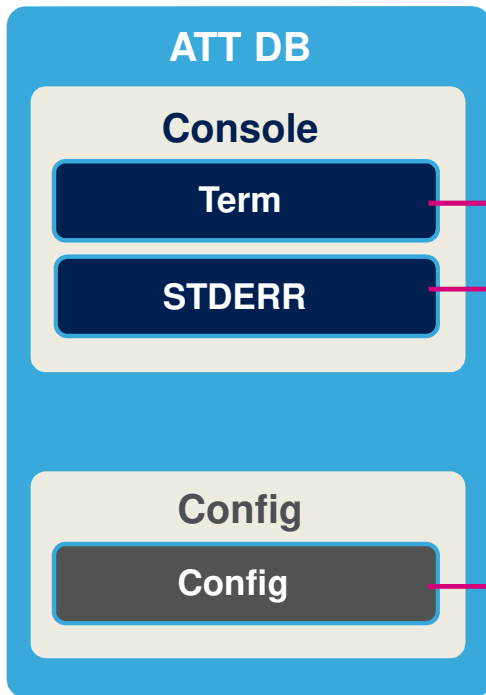 ATT DB
Console
Term
STDERR
Config
Config